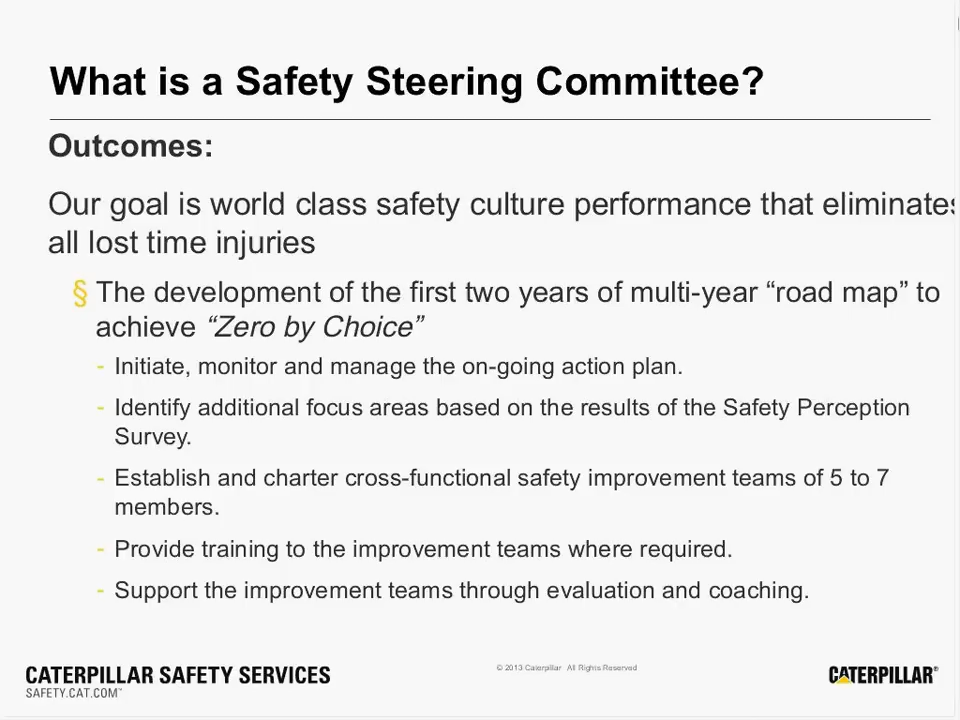 What is a Safety Steering Committee?
Outcomes:
Our goal is world class safety culture performance that eliminates
all lost time injuries
§ The development of the first two years of multi-year “road map” to
achieve “Zero by Choice”
- Initiate, monitor and manage the on-going action plan.
- Identify additional focus areas based on the results of the Safety Perception
Survey.
- Establish and charter cross-functional safety improvement teams of 5 to 7
members.
- Provide training to the improvement teams where required.
- Support the improvement teams through evaluation and coaching.
CATERPILLAR SAFETY SERVICES
SAFETY.CAT.COM™
© 2013 Caterpillar All Rights Reserved
CATERPILLAR®